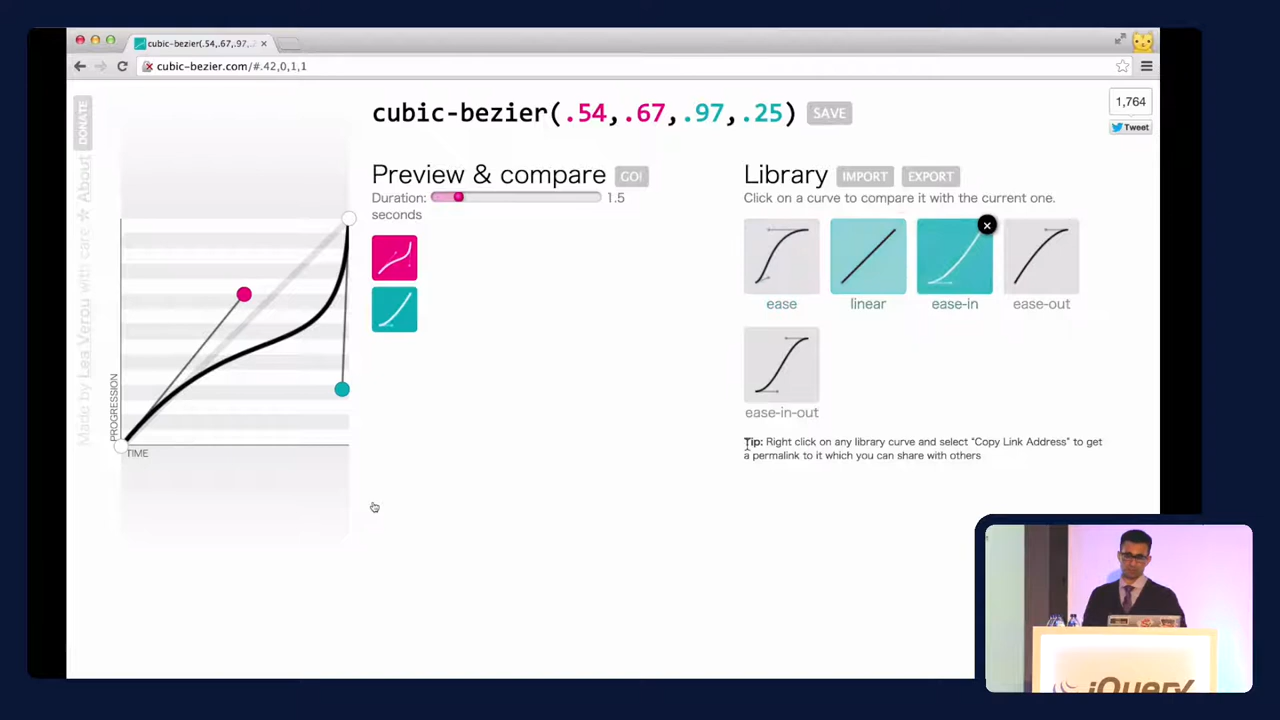 cubic-bezier(.54,.67,.97,.
cubic-bezier.com/#.42,0,1,1
DONATE
Made by Lea Verou with care * About
cubic-bezier(.54,.67,.97,.25)
SAVE
1,764
Tweet
Preview & compare
GO!
Duration:
1.5
seconds
Library
IMPORT
EXPORT
Click on a curve to compare it with the current one.
ease
linear
ease-in
ease-out
ease-in-out
Tip: Right click on any library curve and select “Copy Link Address” to get
a permalink to it which you can share with others
PROGRESSION
TIME
jQuery